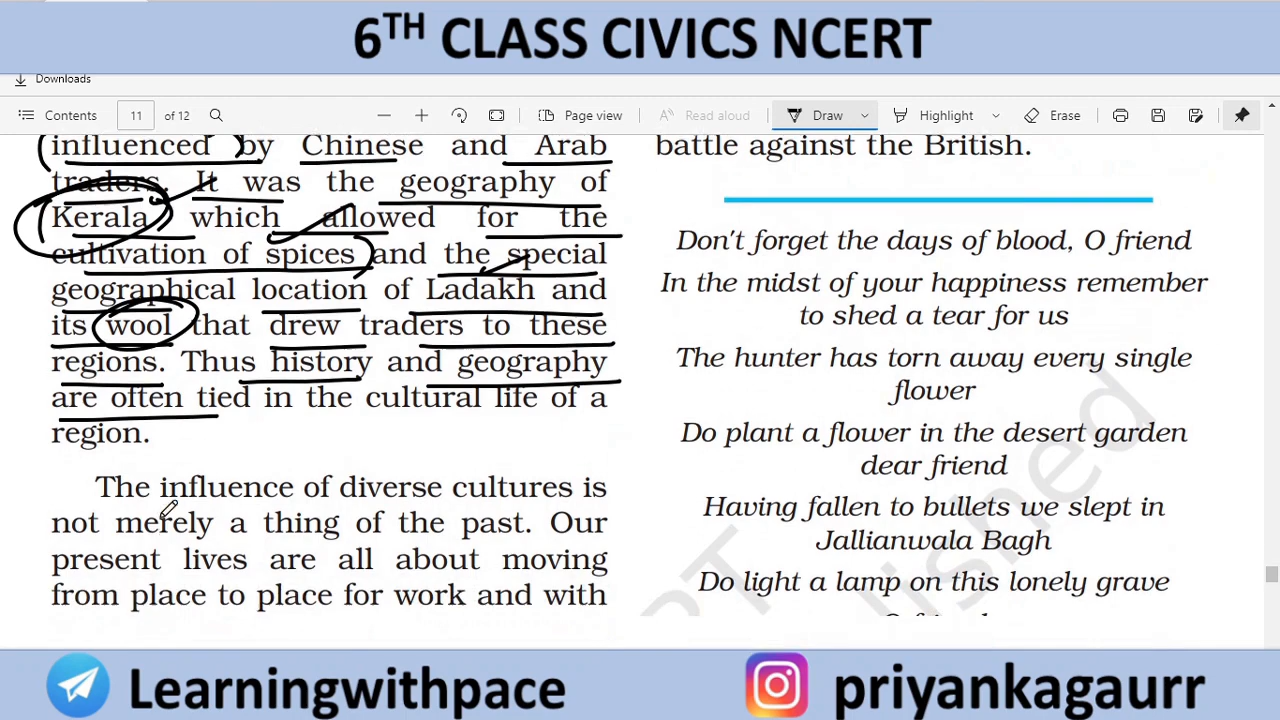 6TH CLASS CIVICS NCERT
Downloads
Contents 11 of 12 Page view Read aloud Draw Highlight Erase
influenced by Chinese and Arab
traders. It was the geography of
Kerala which allowed for the
cultivation of spices and the special
geographical location of Ladakh and
its wool that drew traders to these
regions. Thus history and geography
are often tied in the cultural life of a
region.
The influence of diverse cultures is
not merely a thing of the past. Our
present lives are all about moving
from place to place for work and with
battle against the British.
Don't forget the days of blood, O friend
In the midst of your happiness remember
to shed a tear for us
The hunter has torn away every single
flower
Do plant a flower in the desert garden
dear friend
Having fallen to bullets we slept in
Jallianwala Bagh
Do light a lamp on this lonely grave
Learningwithpace
priyankagaurr